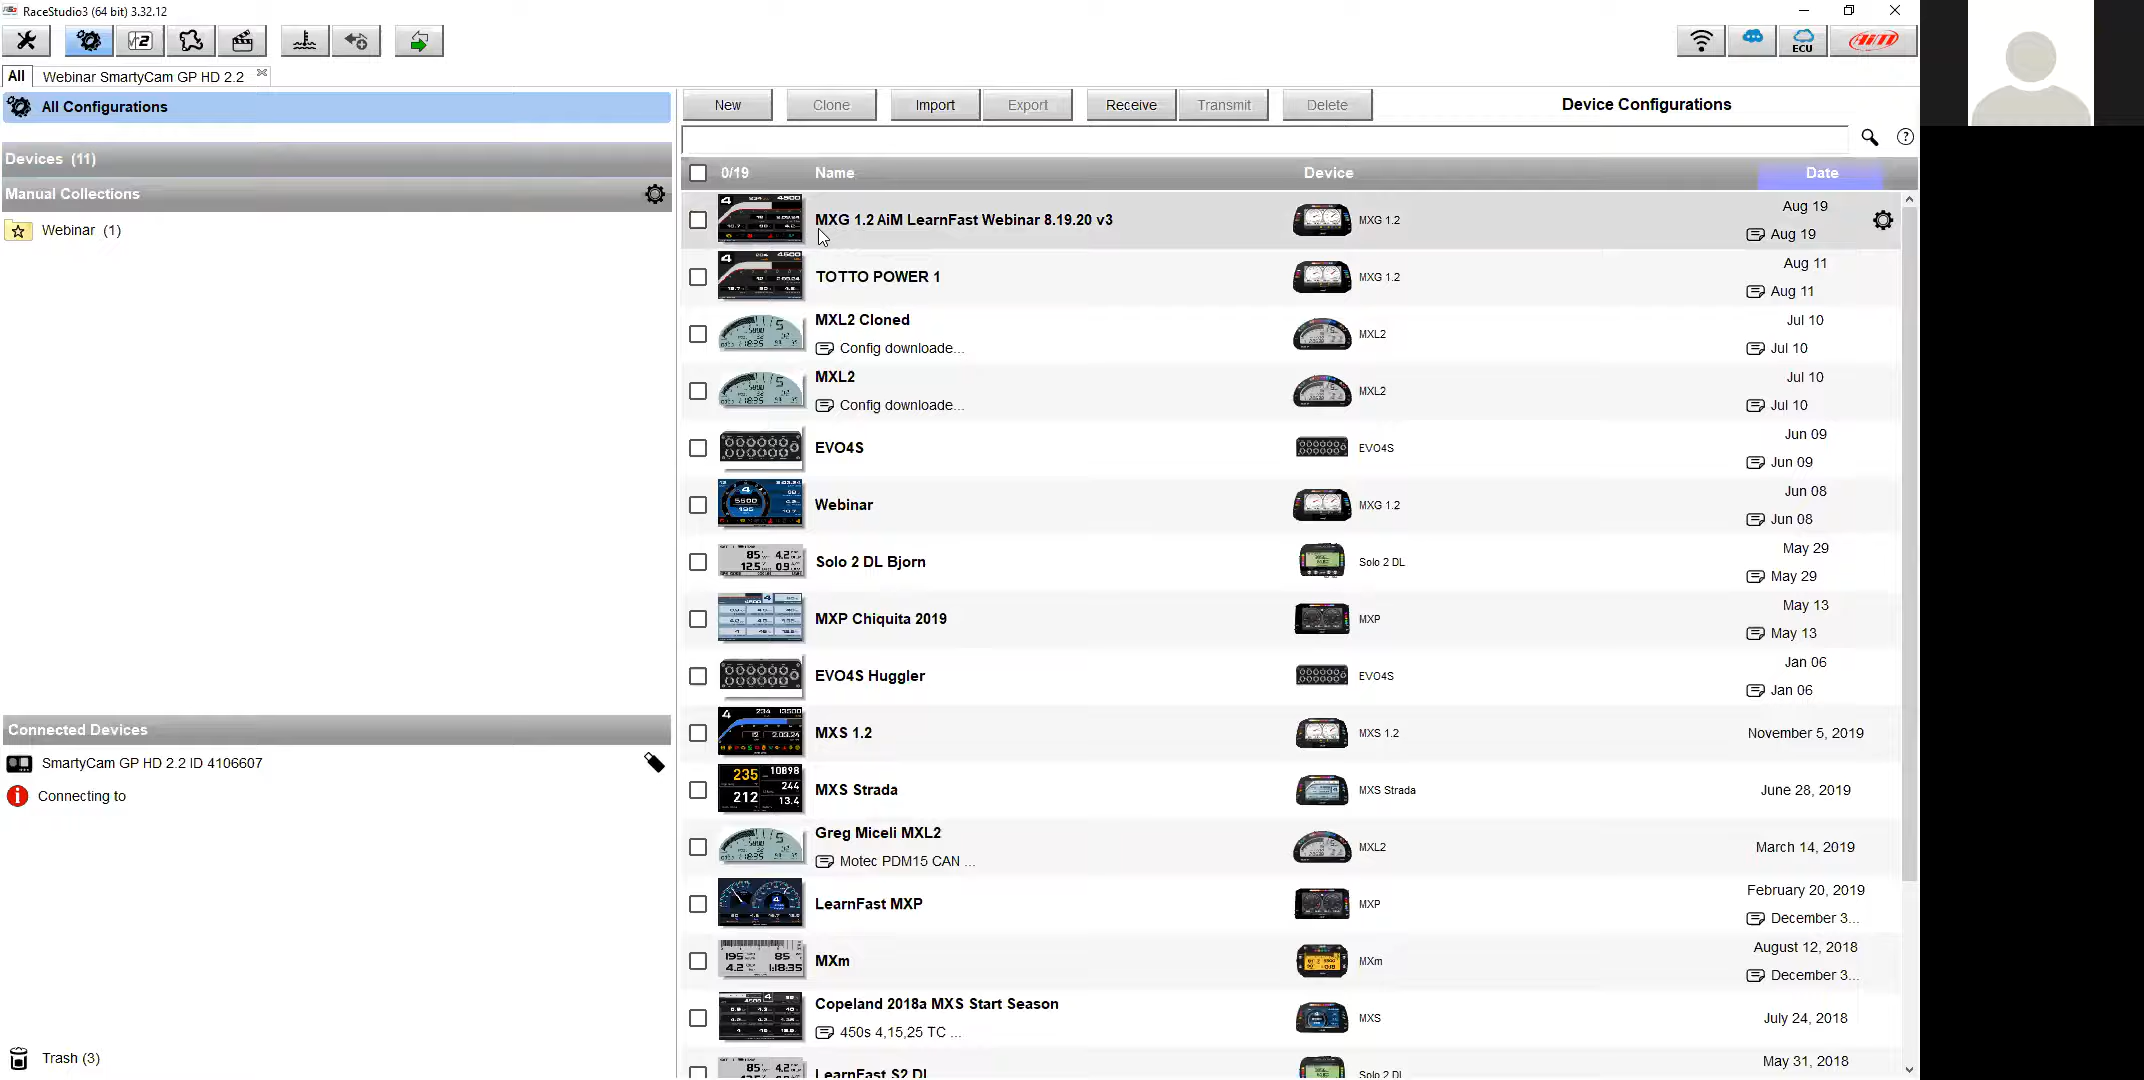 RaceStudio3 (64 bit) 3.32.12
ECU
AiM
All Webinar SmartyCam GP HD 2.2
All Configurations
Devices (11)
Manual Collections
Webinar (1)
Connected Devices
SmartyCam GP HD 2.2 ID 4106607
Connecting to
Trash (3)
New Clone Import Export Receive Transmit Delete Device Configurations
0/19 Name Device Date
MXG 1.2 AiM LearnFast Webinar 8.19.20 v3 MXG 1.2 Aug 19
Aug 19
TOTTO POWER 1 MXG 1.2 Aug 11
Aug 11
MXL2 Cloned MXL2 Jul 10
Config downloade... Jul 10
MXL2 MXL2 Jul 10
Config downloade... Jul 10
EVO4S EVO4S Jun 09
Jun 09
Webinar MXG 1.2 Jun 08
Jun 08
Solo 2 DL Bjorn Solo 2 DL May 29
May 29
MXP Chiquita 2019 MXP May 13
May 13
EVO4S Huggler EVO4S Jan 06
Jan 06
MXS 1.2 MXS 1.2 November 5, 2019
MXS Strada MXS Strada June 28, 2019
Greg Miceli MXL2 MXL2 March 14, 2019
Motec PDM15 CAN ...
LearnFast MXP MXP February 20, 2019
December 3...
MXm MXm August 12, 2018
December 3...
Copeland 2018a MXS Start Season MXS July 24, 2018
450s 4,15,25 TC ...
LearnFast S2 DL Solo 2 DL May 31, 2018